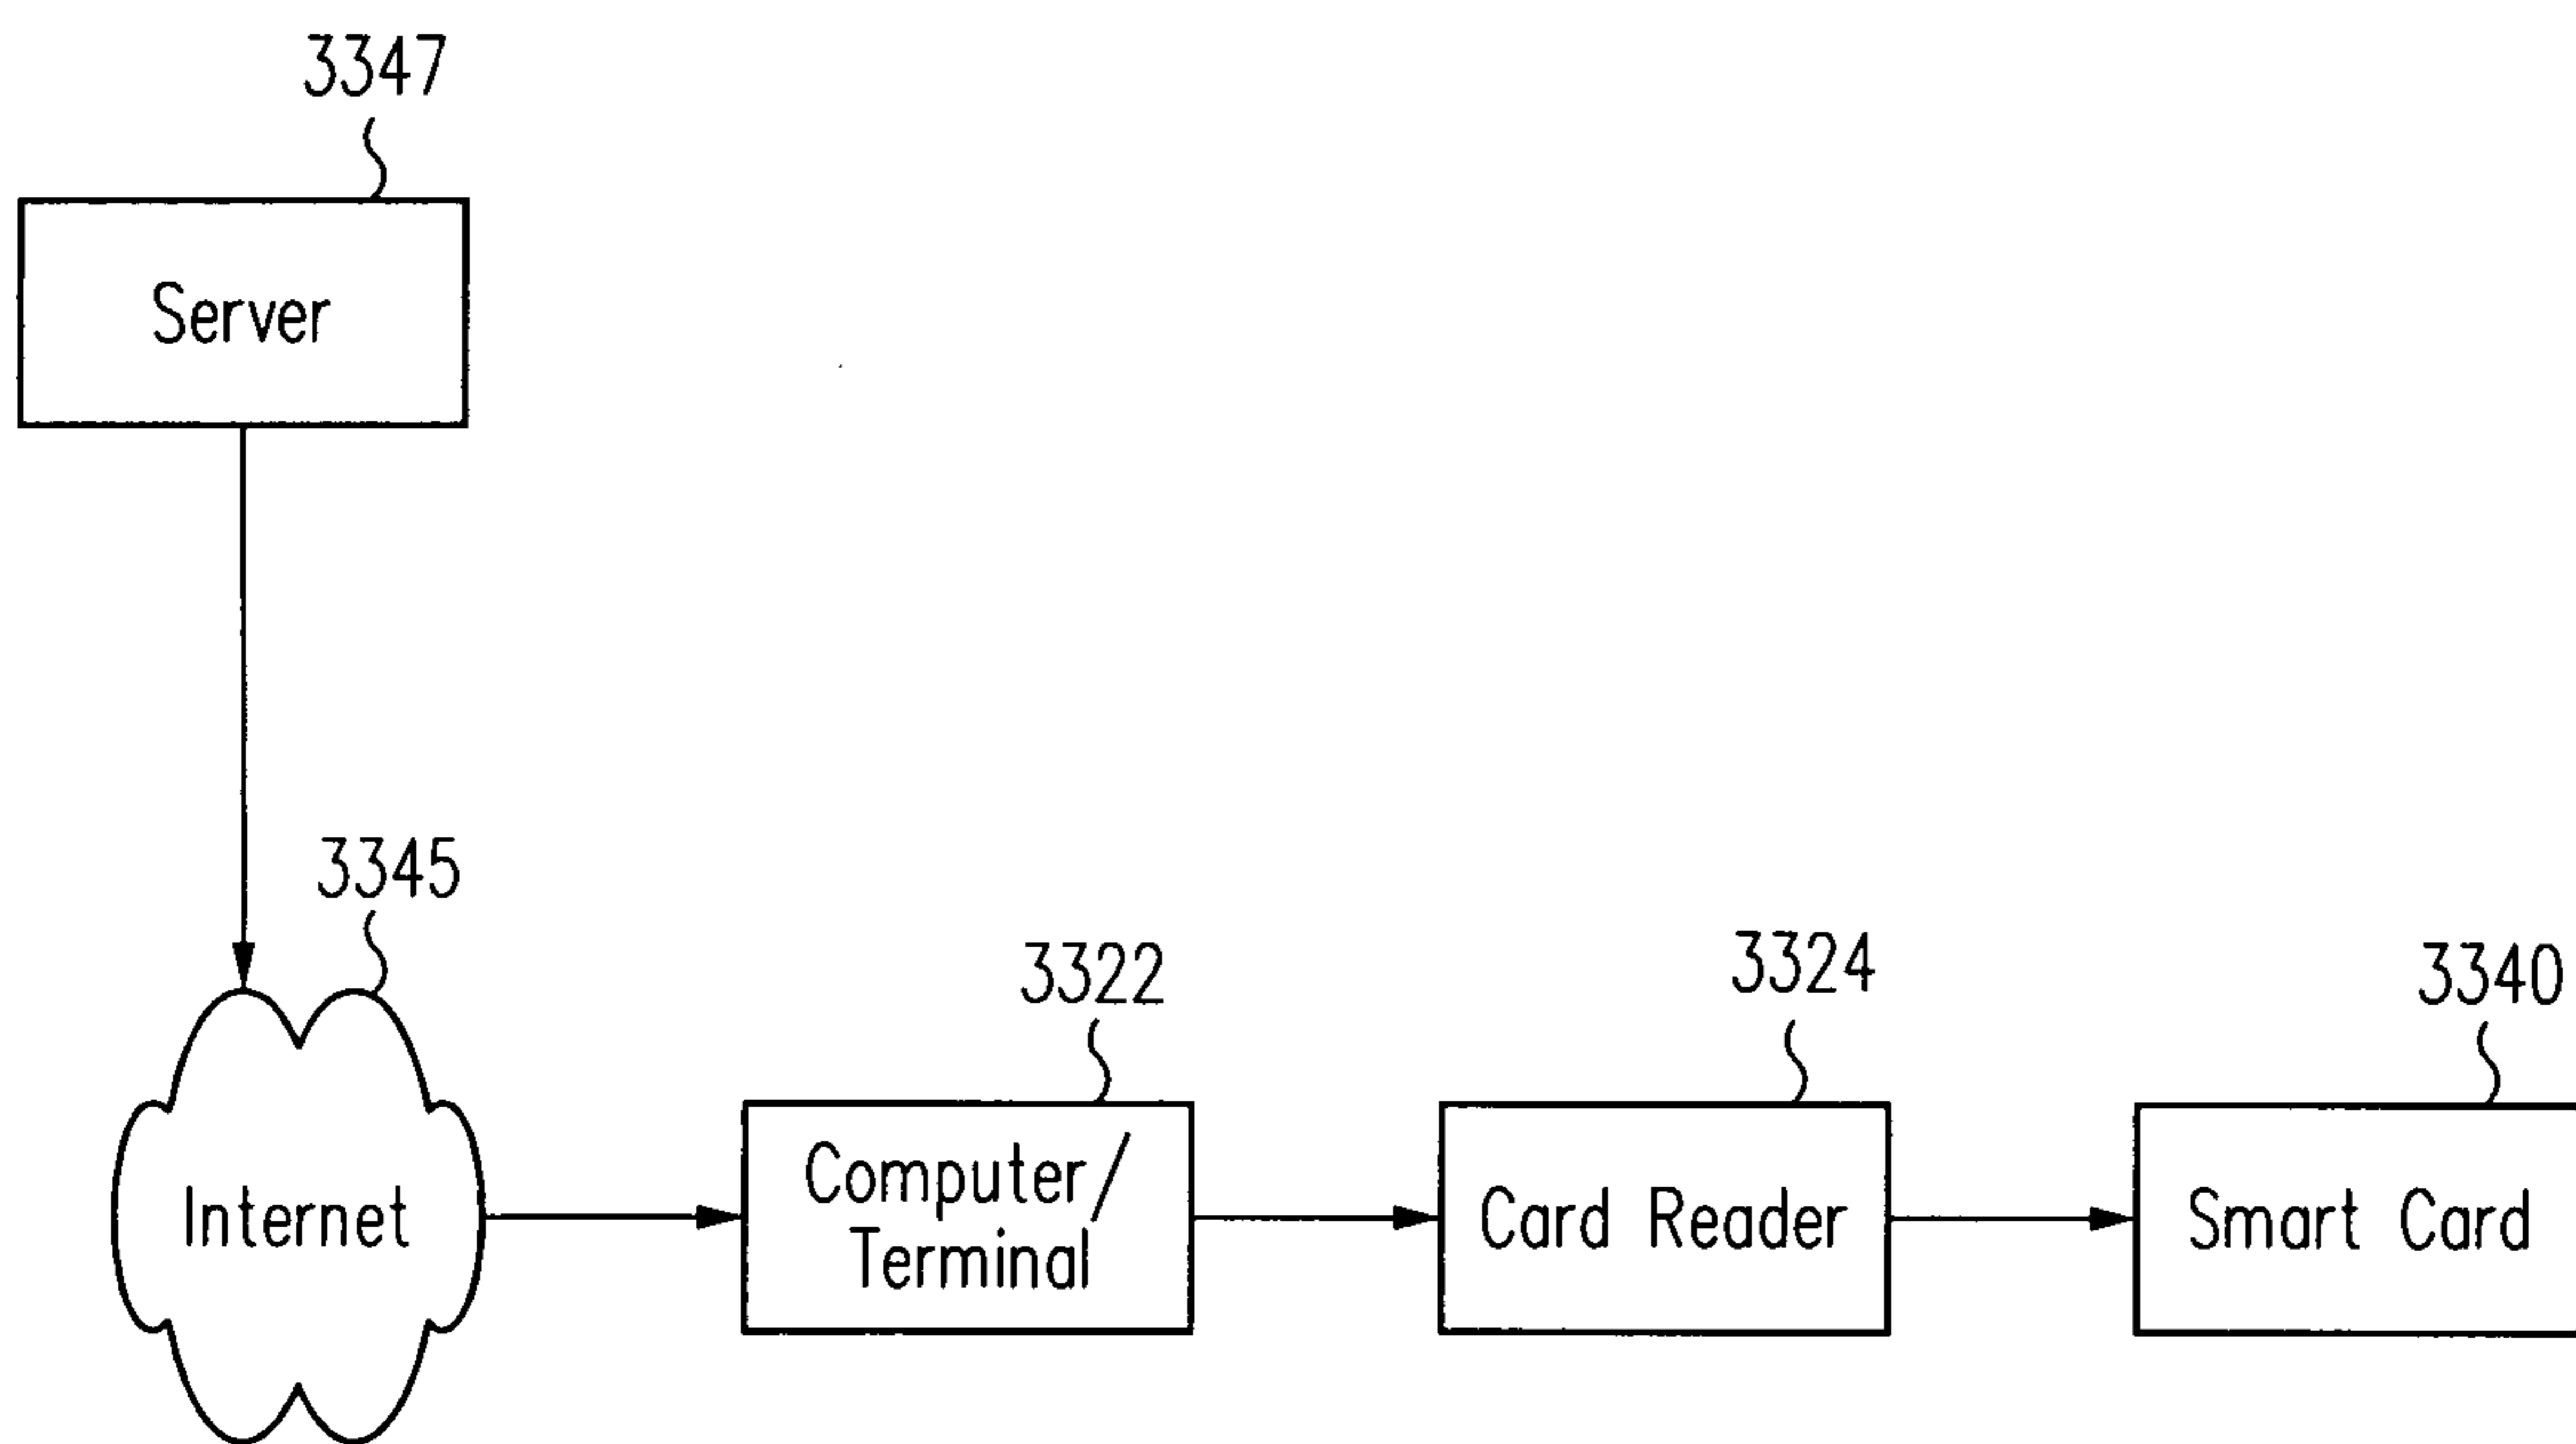 3347
Server
3345
Internet
3322
Computer/
Terminal
3324
Card Reader
3340
Smart Card